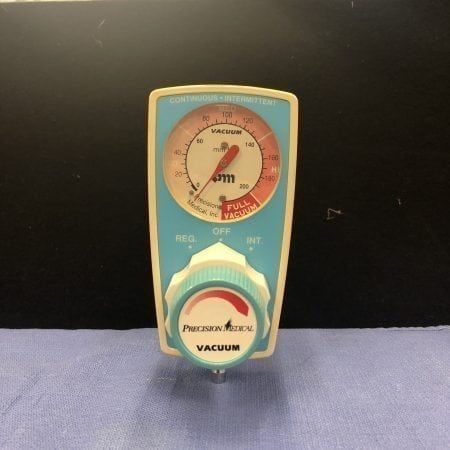 CONTINUOUS - INTERMITTENT
80 100 120
VACUUM
60 140
mm
40 160
H
20 180
0 200
pm
Precision
Medical, Inc.
FULL
VACUUM
OFF
REG. INT.
PRECISION MEDICAL
VACUUM